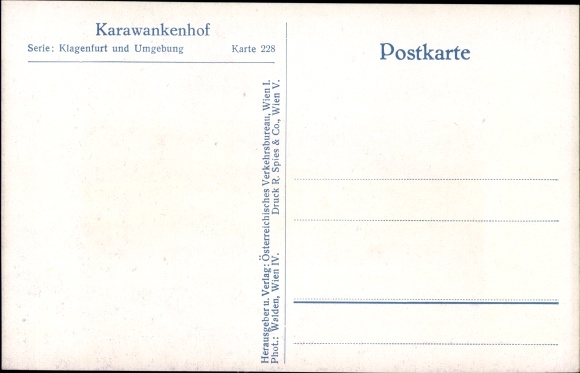 Karawankenhof
Serie: Klagenfurt und Umgebung Karte 228
Postkarte
Herausgeber u. Verlag: Österreichisches Verkehrsbureau, Wien I.
Phot.: Walden, Wien IV. Druck R. Spies & Co., Wien V.